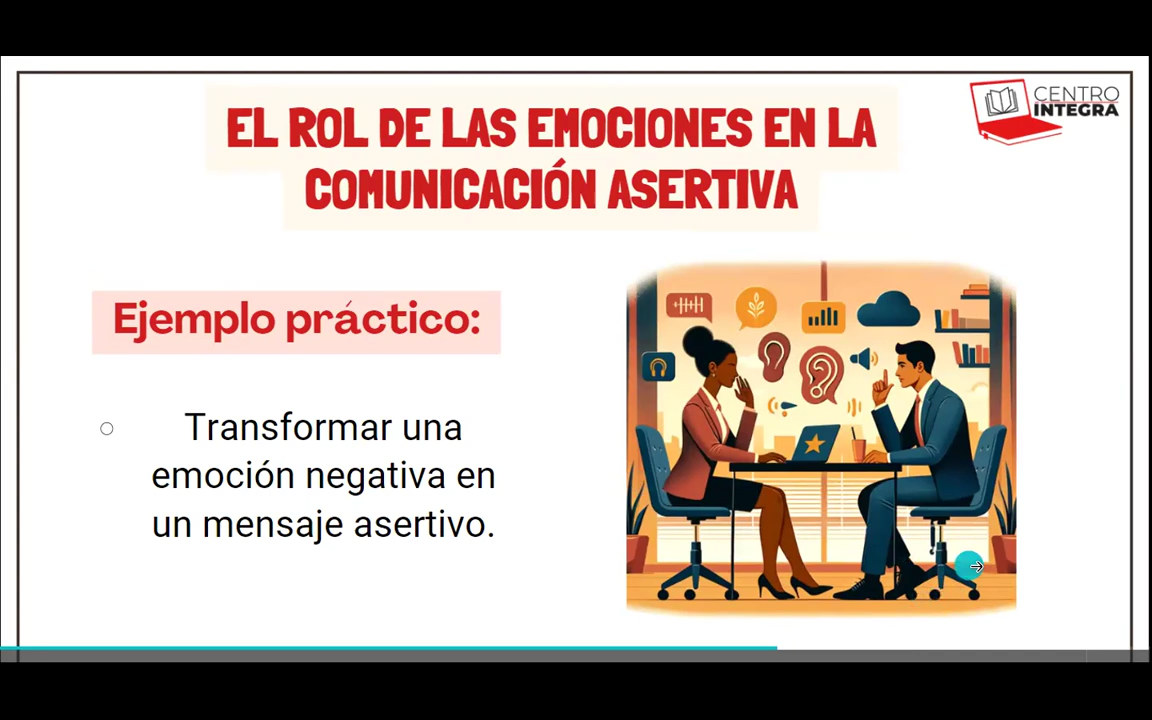 EL ROL DE LAS EMOCIONES EN LA
COMUNICACIÓN ASERTIVA
CENTRO
INTEGRA
Ejemplo práctico:
Transformar una
emoción negativa en
un mensaje asertivo.